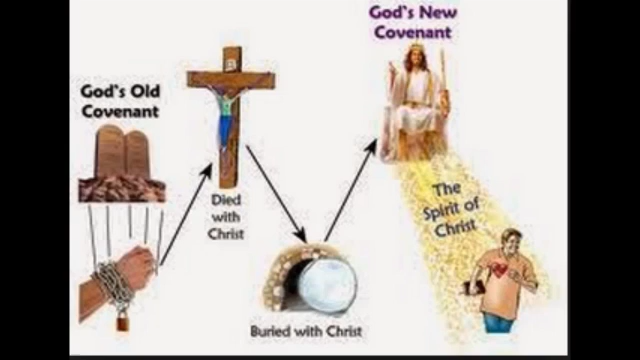 God's Old
Covenant
Died
with
Christ
Buried with Christ
God's New
Covenant
The
Spirit of
Christ